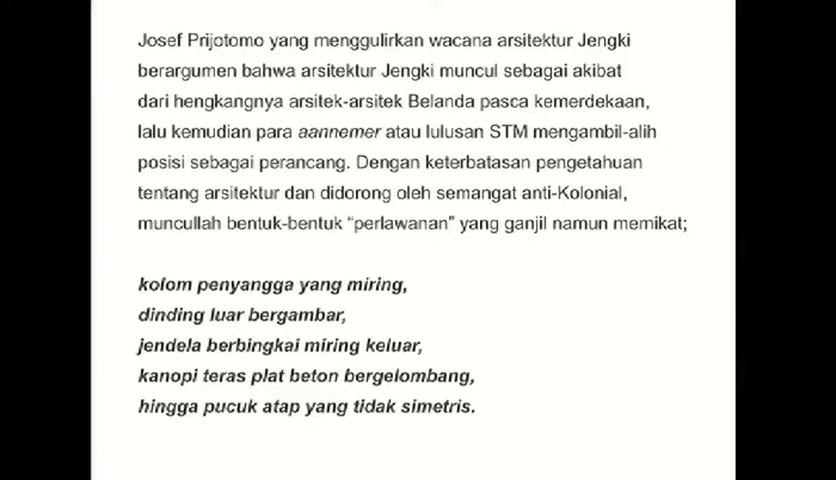 Josef Prijotomo yang menggulirkan wacana arsitektur Jengki
berargumen bahwa arsitektur Jengki muncul sebagai akibat
dari hengkangnya arsitek-arsitek Belanda pasca kemerdekaan,
lalu kemudian para aannemer atau lulusan STM mengambil-alih
posisi sebagai perancang. Dengan keterbatasan pengetahuan
tentang arsitektur dan didorong oleh semangat anti-Kolonial,
muncullah bentuk-bentuk “perlawanan” yang ganjil namun memikat;
kolom penyangga yang miring,
dinding luar bergambar,
jendela berbingkai miring keluar,
kanopi teras plat beton bergelombang,
hingga pucuk atap yang tidak simetris.